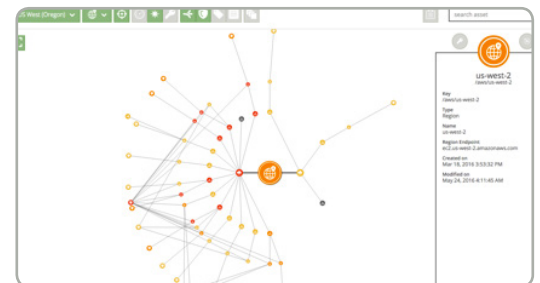 US West (Oregon)
search asset
us-west-2
/aws/us-west-2
Key
/aws/us-west-2
Type
Region
Name
us-west-2
Region Endpoint
ec2.us-west-2.amazonaws.com
Created on
Mar 18, 2016 3:53:32 PM
Modified on
May 24, 2016 4:11:45 AM